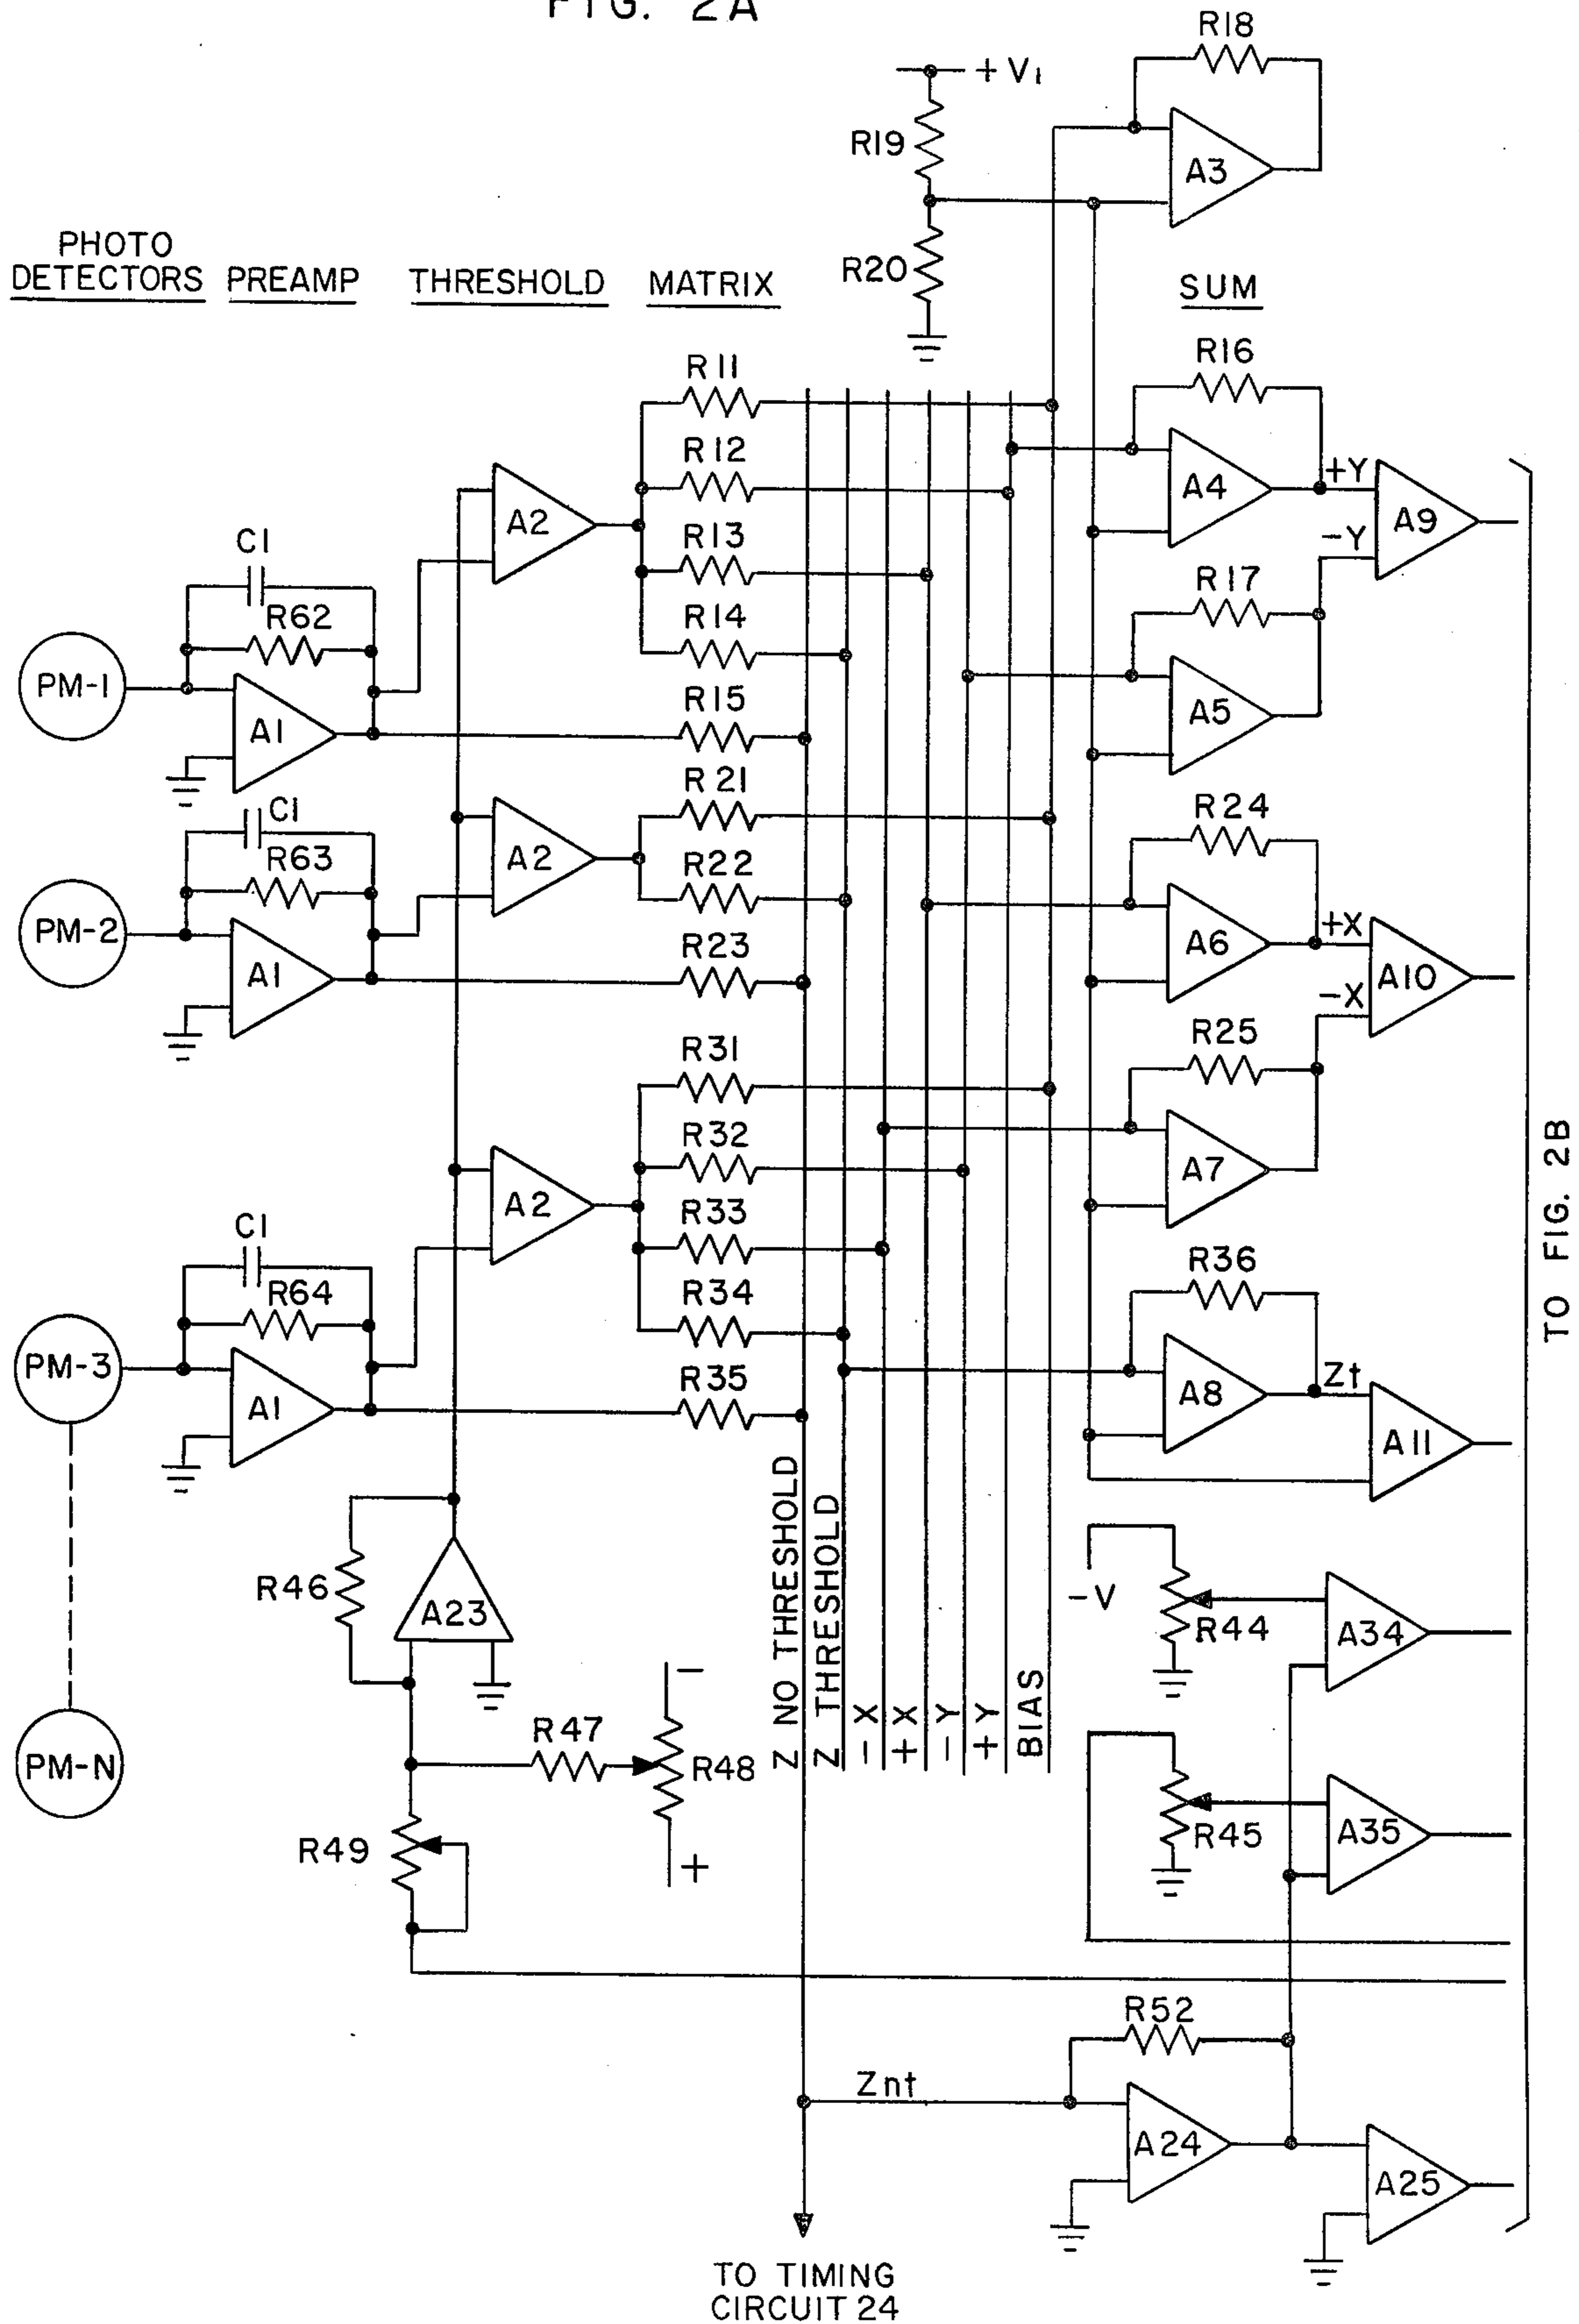 FIG. 2A
R18
+V1
R19
A3
R20
PHOTO
DETECTORS
PREAMP
THRESHOLD
MATRIX
SUM
R11
R16
R12
A4
+Y
A9
A2
R13
-Y
C1
R17
R62
R14
PM-1
A1
R15
A5
R21
C1
R24
A2
R63
R22
PM-2
A6
+X
A10
A1
R23
-X
R31
R25
R32
A7
A2
R33
C1
R36
R64
R34
PM-3
R35
Zt
A8
A1
A11
TO FIG. 2B
Z NO THRESHOLD
Z THRESHOLD
-X
+X
-Y
+Y
BIAS
R46
A23
-V
R44
A34
-
R47
R48
PM-N
+
R49
R45
A35
R52
Znt
A24
A25
TO TIMING
CIRCUIT 24